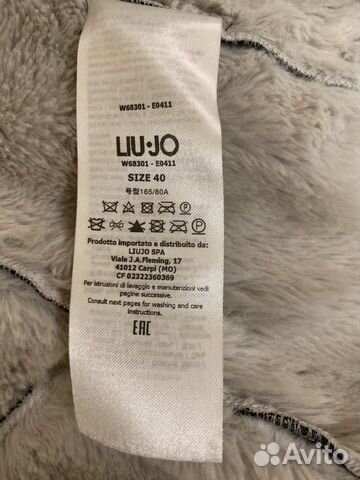 W68301 - E0411
LIU·JO
W68301 - E0411
SIZE 40
号型165/80A
Prodotto importato e distribuito da:
LIUJO SPA
Viale J.A.Fleming, 17
41012 Carpi (MO)
CF 02322360369
Per istruzioni di lavaggio e manutenzioni vedi
pagine successive.
Consult next pages for washing and care
instructions.
EAC
Avito